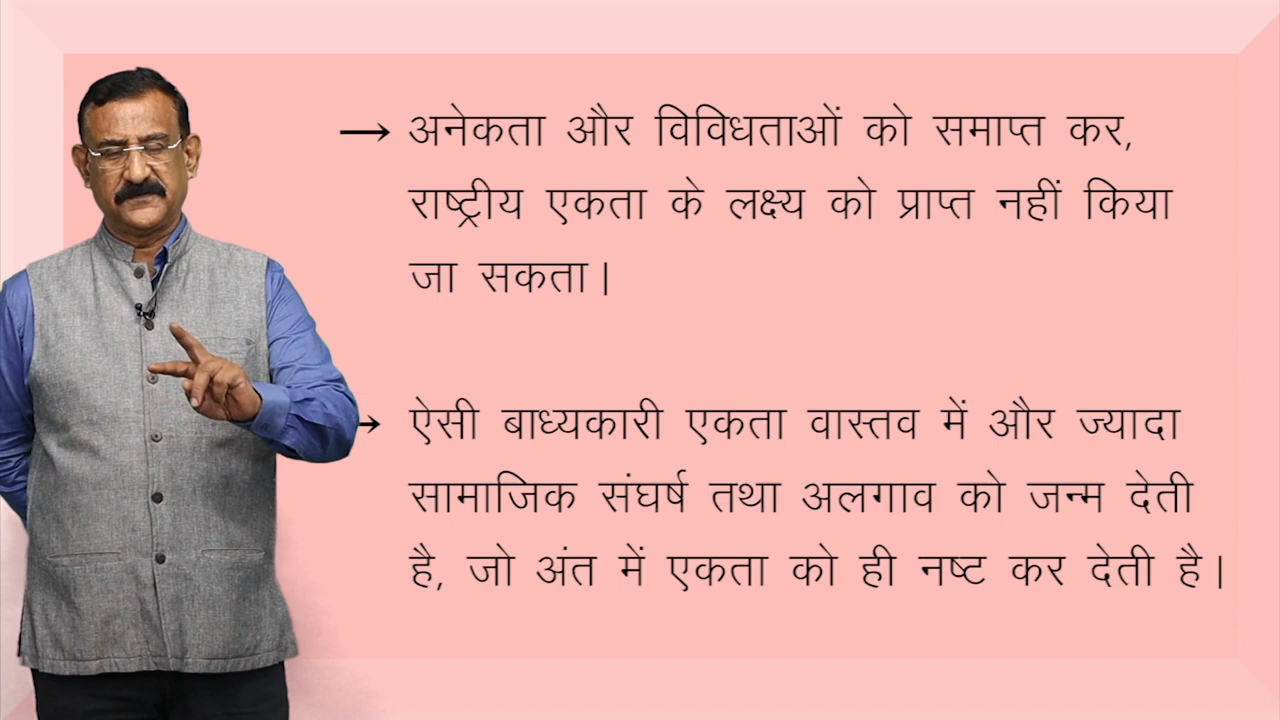 → अनेकता और विविधताओं को समाप्त कर,
राष्ट्रीय एकता के लक्ष्य को प्राप्त नहीं किया
जा सकता।
→ ऐसी बाध्यकारी एकता वास्तव में और ज्यादा
सामाजिक संघर्ष तथा अलगाव को जन्म देती
है, जो अंत में एकता को ही नष्ट कर देती है।